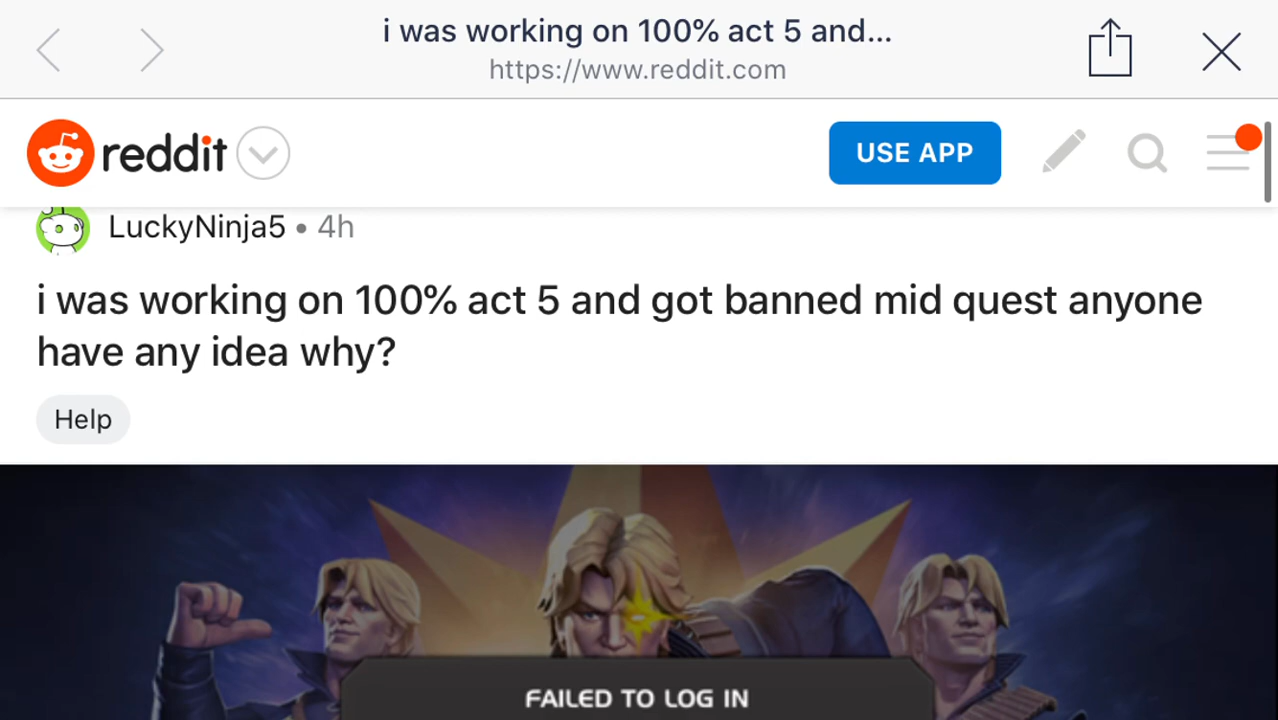 i was working on 100% act 5 and...
https://www.reddit.com
reddit
USE APP
LuckyNinja5 • 4h
i was working on 100% act 5 and got banned mid quest anyone
have any idea why?
Help
FAILED TO LOG IN